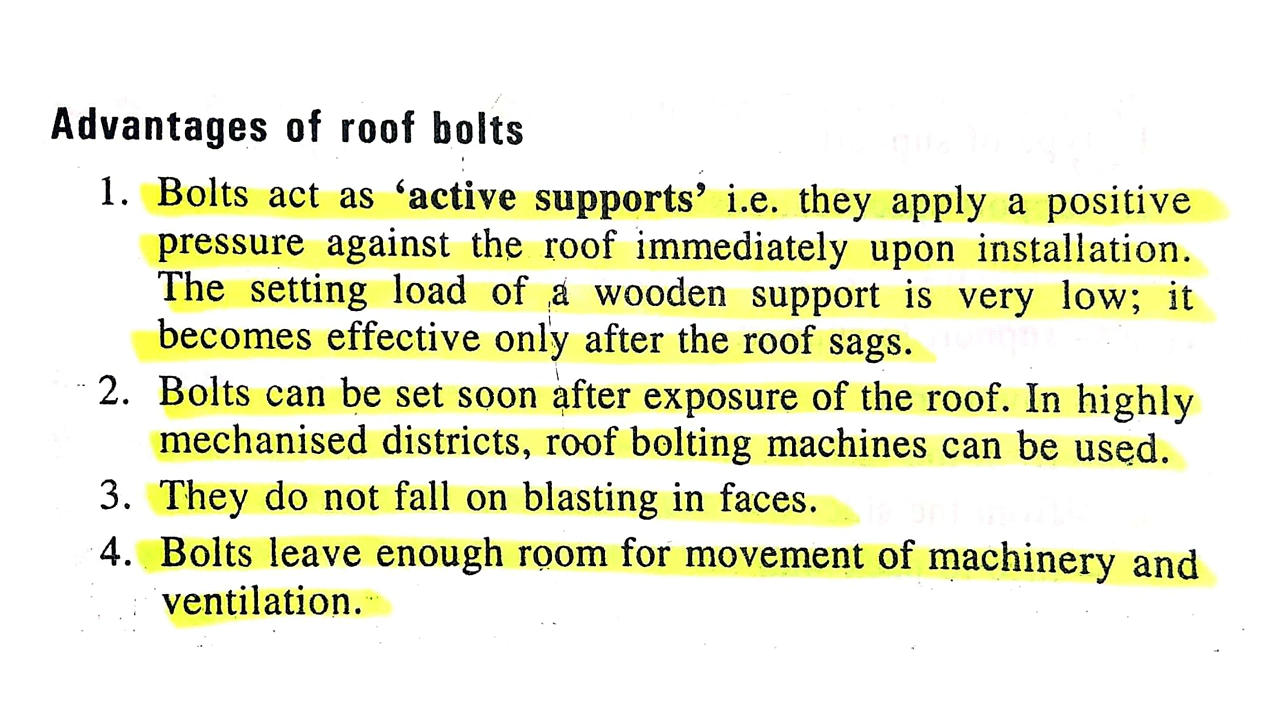 Advantages of roof bolts
1. Bolts act as ‘active supports’ i.e. they apply a positive
pressure against the roof immediately upon installation.
The setting load of a wooden support is very low; it
becomes effective only after the roof sags.
2. Bolts can be set soon after exposure of the roof. In highly
mechanised districts, roof bolting machines can be used.
3. They do not fall on blasting in faces.
4. Bolts leave enough room for movement of machinery and
ventilation.